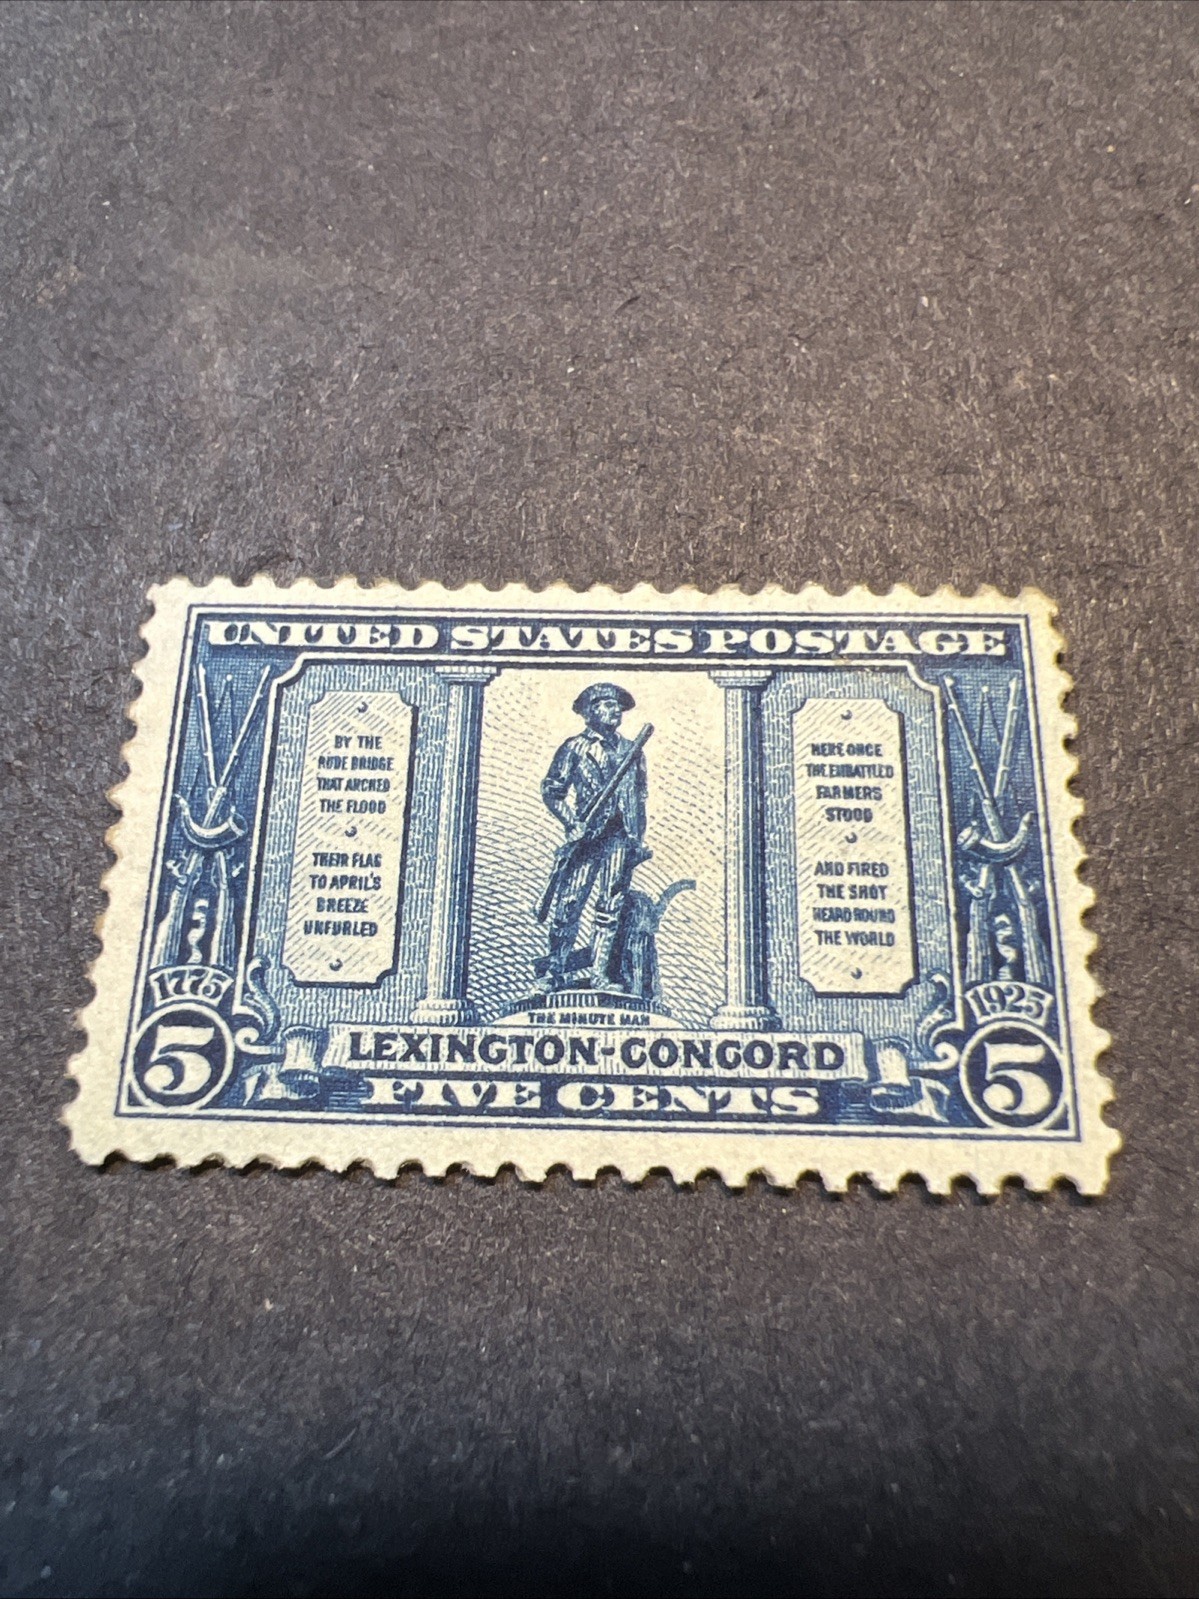 UNITED STATES POSTAGE
BY THE
RUDE BRIDGE
THAT ARCHED
THE FLOOD
THEIR FLAG
TO APRIL'S
BREEZE
UNFURLED
HERE ONCE
THE EMBATTLED
FARMERS
STOOD
AND FIRED
THE SHOT
HEARD ROUND
THE WORLD
1775
1925
THE MINUTE MAN
5
LEXINGTON-CONCORD
5
FIVE CENTS